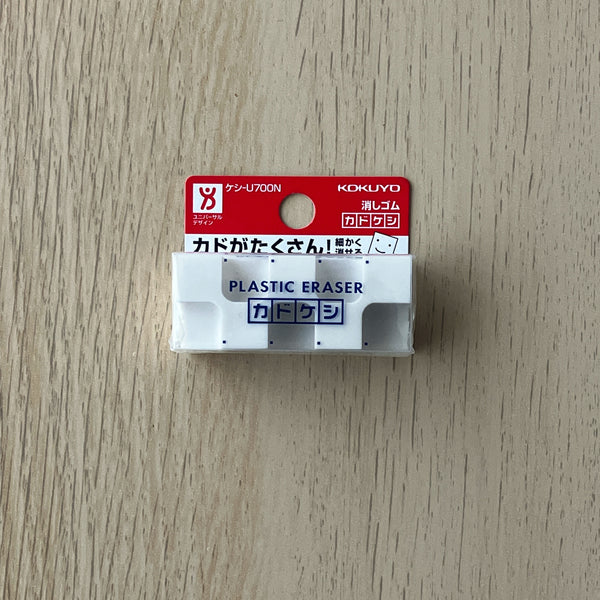 ケシ-U700N
KOKUYO
ユニバーサル
デザイン
消しゴム
カドケシ
カドがたくさん!
細かく
消せる
PLASTIC ERASER
カドケシ